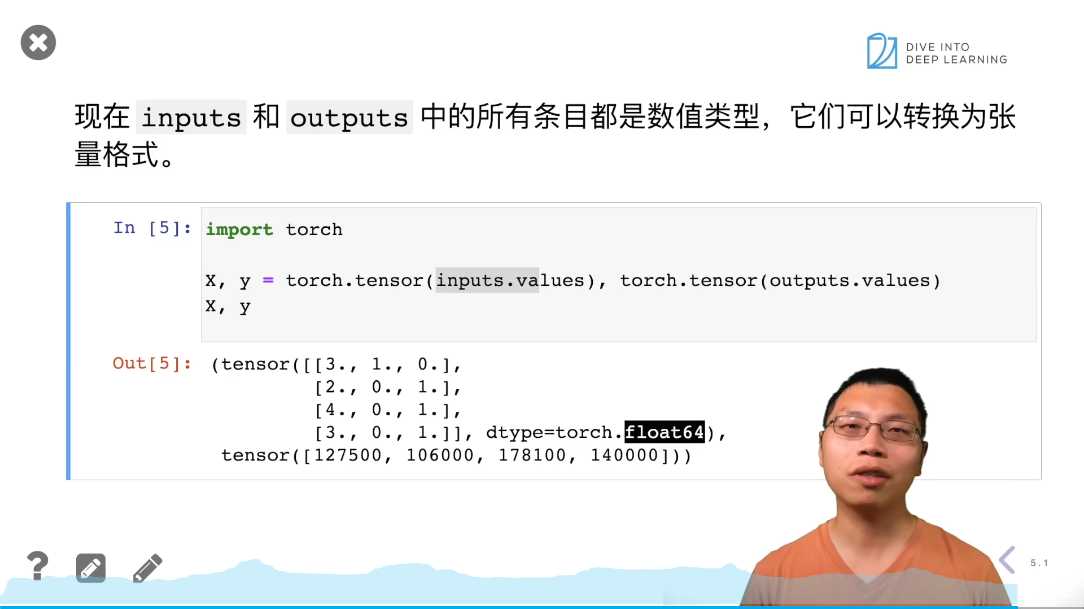 DIVE INTO
DEEP LEARNING
现在 inputs 和 outputs 中的所有条目都是数值类型，它们可以转换为张
量格式。
In [5]: import torch
X, y = torch.tensor(inputs.values), torch.tensor(outputs.values)
X, y
Out[5]: (tensor([[3., 1., 0.],
[2., 0., 1.],
[4., 0., 1.],
[3., 0., 1.]], dtype=torch.float64),
tensor([127500, 106000, 178100, 140000]))
?
5.1